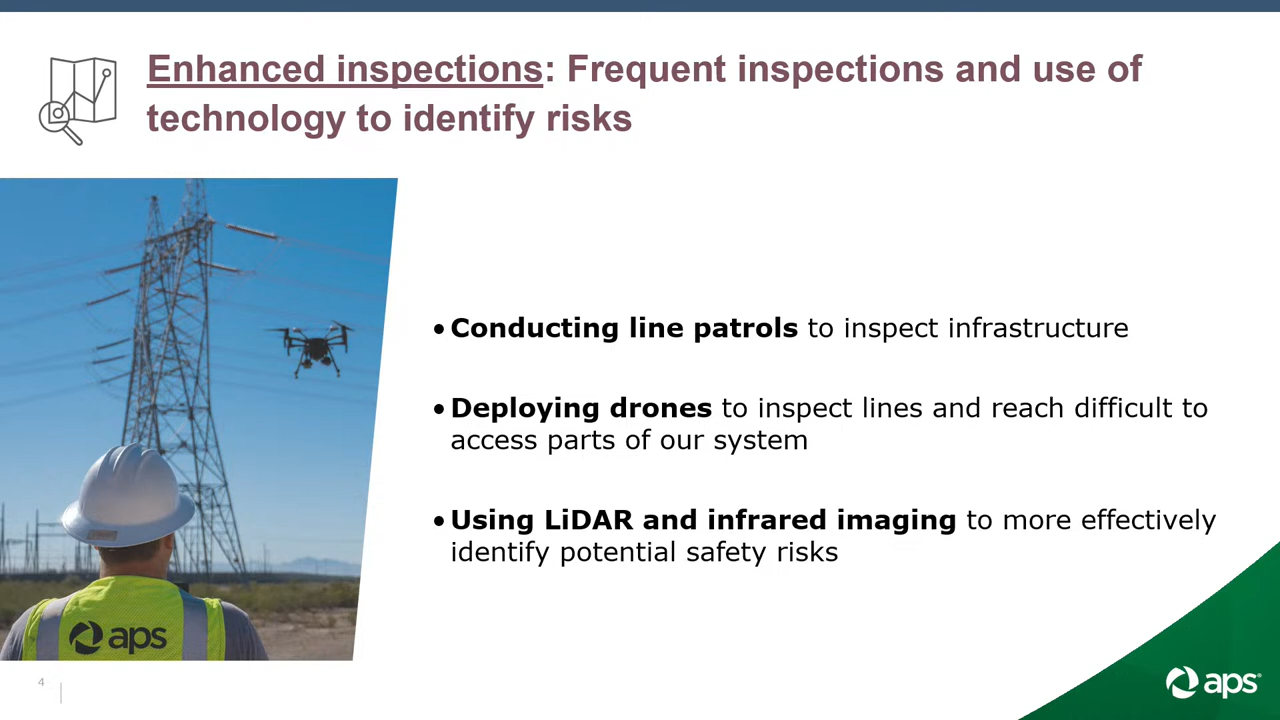 Enhanced inspections: Frequent inspections and use of
technology to identify risks
• Conducting line patrols to inspect infrastructure
• Deploying drones to inspect lines and reach difficult to
access parts of our system
• Using LiDAR and infrared imaging to more effectively
identify potential safety risks
aps
4
aps®